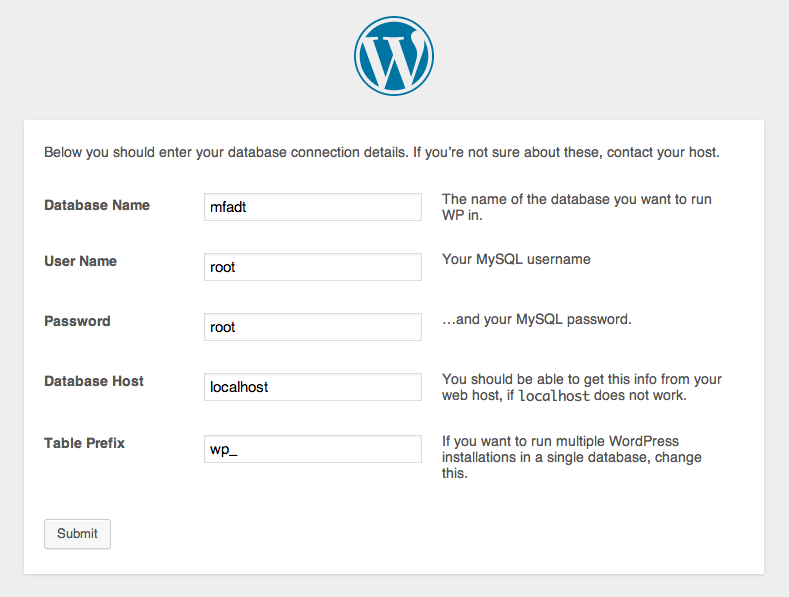 Below you should enter your database connection details. If you’re not sure about these, contact your host.
Database Name
mfadt
The name of the database you want to run
WP in.
User Name
root
Your MySQL username
Password
root
…and your MySQL password.
Database Host
localhost
You should be able to get this info from your
web host, if localhost does not work.
Table Prefix
wp_
If you want to run multiple WordPress
installations in a single database, change
this.
Submit